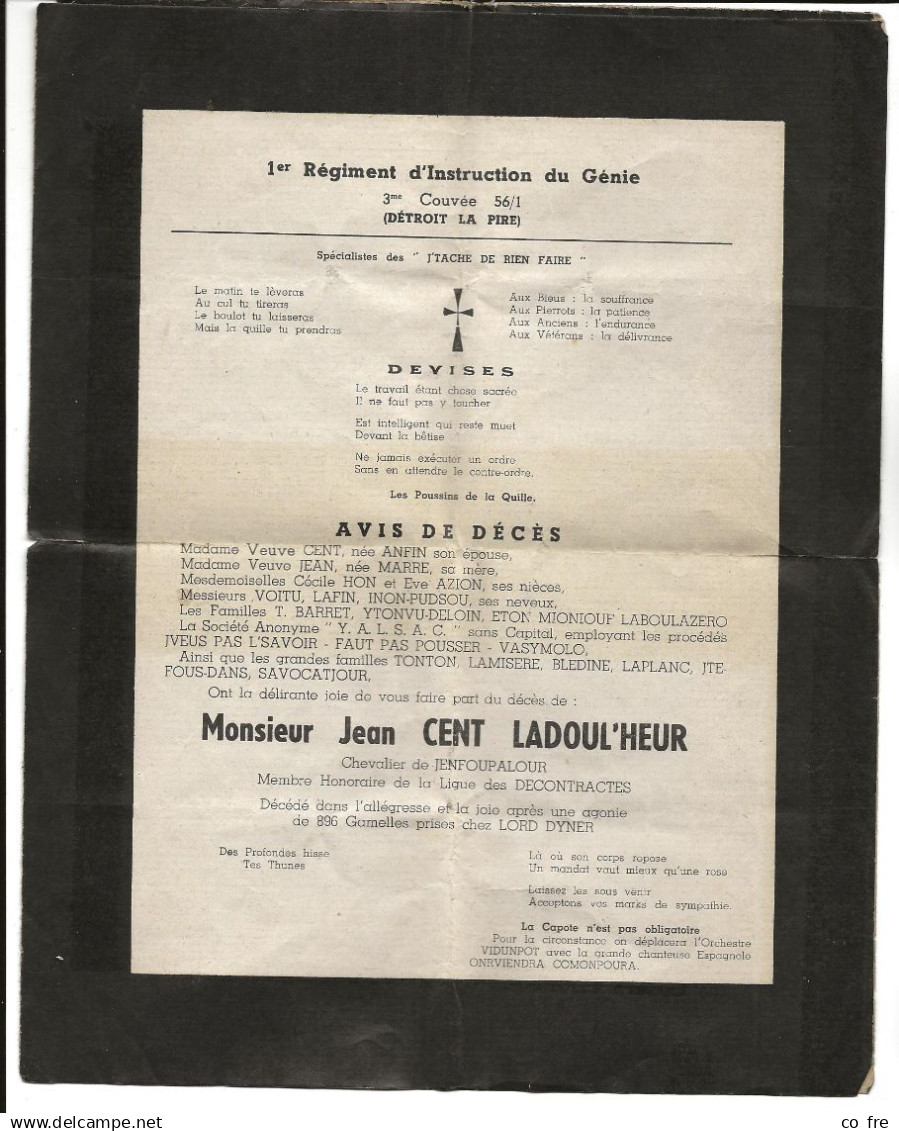 1er Régiment d'Instruction du Génie
3me Couvée 56/1
(DÉTROIT LA PIRE)
Spécialistes des " J'TACHE DE RIEN FAIRE "
Le matin te lèveras
Au cul tu tireras
Le boulot tu laisseras
Mais la quille tu prendras
Aux Bleus : la souffrance
Aux Pierrots : la patience
Aux Anciens : l'endurance
Aux Vétérans : la délivrance
DEVISES
Le travail étant chose sacrée
Il ne faut pas y toucher
Est intelligent qui reste muet
Devant la bêtise
Ne jamais exécuter un ordre
Sans en attendre le contre-ordre.
Les Poussins de la Quille.
AVIS DE DÉCÈS
Madame Veuve CENT, née ANFIN son épouse,
Madame Veuve JEAN, née MARRE, sa mère,
Mesdemoiselles Cécile HON et Eve AZION, ses nièces,
Messieurs VOITU, LAFIN, INON-PUDSOU, ses neveux,
Les Familles T. BARRET, YTONVU-DELOIN, ETON MIONIOUF LABOULAZERO
La Société Anonyme " Y. A. L. S. A. C. " sans Capital, employant les procédés
JVEUS PAS L'SAVOIR - FAUT PAS POUSSER - VASYMOLO,
Ainsi que les grandes familles TONTON, LAMISERE, BLEDINE, LAPLANC, JTE-
FOUS-DANS, SAVOCATJOUR,
Ont la délirante joie de vous faire part du décès de :
Monsieur Jean CENT LADOUL'HEUR
Chevalier de JENFOUPALOUR
Membre Honoraire de la Ligue des DECONTRACTES
Décédé dans l'allégresse et la joie après une agonie
de 896 Gamelles prises chez LORD DYNER
Des Profondes hisse
Tes Thunes
Là où son corps repose
Un mandat vaut mieux qu'une rose
Laissez les sous venir
Acceptons vos marks de sympathie.
La Capote n'est pas obligatoire
Pour la circonstance on déplacera l'Orchestre
VIDUNPOT avec la grande chanteuse Espagnole
ONRVIENDRA COMONPOURA.
co fre